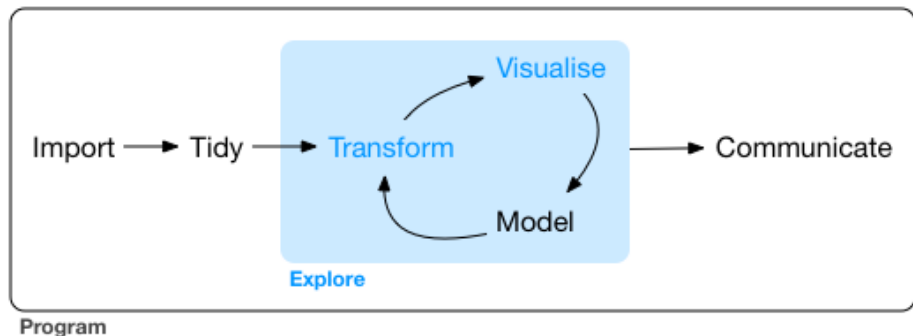 Visualise
Import Tidy Transform Communicate
Model
Explore
Program